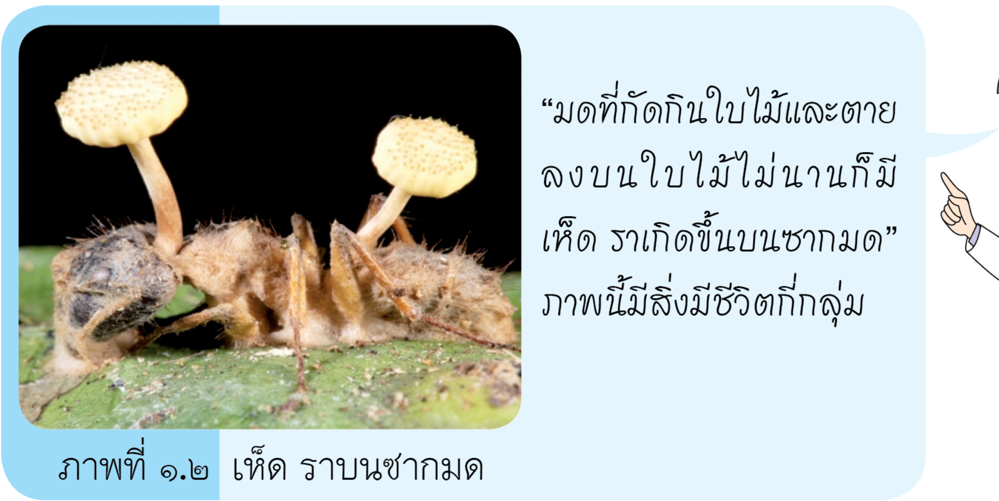 “มดที่กัดกินใบไม้และตาย
ลงบนใบไม้ไม่นานก็มี
เห็ด ราเกิดขึ้นบนซากมด”
ภาพนี้มีสิ่งมีชีวิตกี่กลุ่ม
ภาพที่ ๑.๒ เห็ด ราบนซากมด